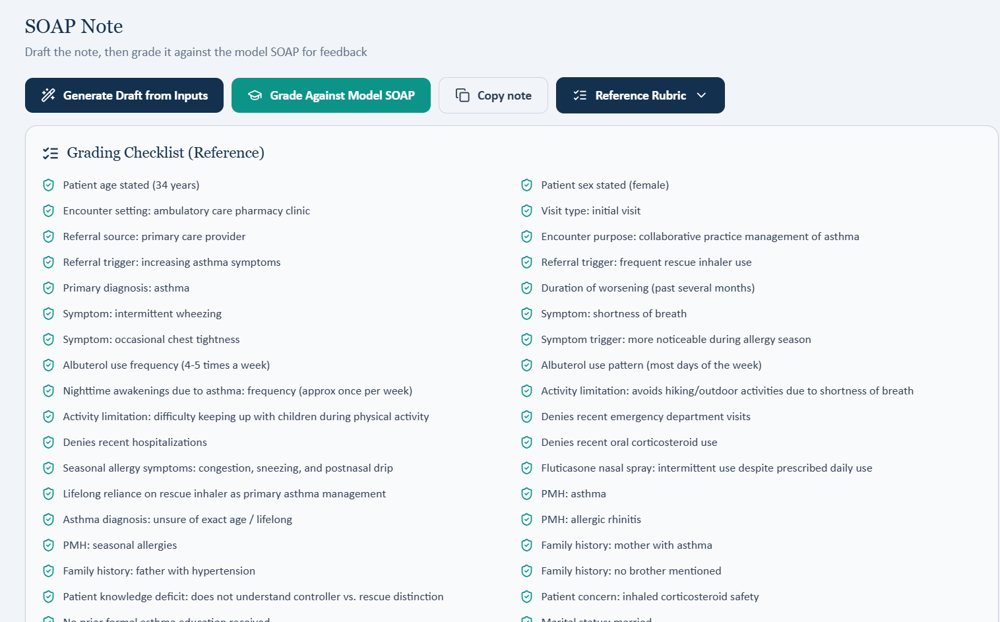 SOAP Note
Draft the note, then grade it against the model SOAP for feedback
Generate Draft from Inputs
Grade Against Model SOAP
Copy note
Reference Rubric
Grading Checklist (Reference)
Patient age stated (34 years)
Patient sex stated (female)
Encounter setting: ambulatory care pharmacy clinic
Visit type: initial visit
Referral source: primary care provider
Encounter purpose: collaborative practice management of asthma
Referral trigger: increasing asthma symptoms
Referral trigger: frequent rescue inhaler use
Primary diagnosis: asthma
Duration of worsening (past several months)
Symptom: intermittent wheezing
Symptom: shortness of breath
Symptom: occasional chest tightness
Symptom trigger: more noticeable during allergy season
Albuterol use frequency (4-5 times a week)
Albuterol use pattern (most days of the week)
Nighttime awakenings due to asthma: frequency (approx once per week)
Activity limitation: avoids hiking/outdoor activities due to shortness of breath
Activity limitation: difficulty keeping up with children during physical activity
Denies recent emergency department visits
Denies recent hospitalizations
Denies recent oral corticosteroid use
Seasonal allergy symptoms: congestion, sneezing, and postnasal drip
Fluticasone nasal spray: intermittent use despite prescribed daily use
Lifelong reliance on rescue inhaler as primary asthma management
PMH: asthma
Asthma diagnosis: unsure of exact age / lifelong
PMH: allergic rhinitis
PMH: seasonal allergies
Family history: mother with asthma
Family history: father with hypertension
Family history: no brother mentioned
Patient knowledge deficit: does not understand controller vs. rescue distinction
Patient concern: inhaled corticosteroid safety
No prior formal asthma education received
Marital status: married